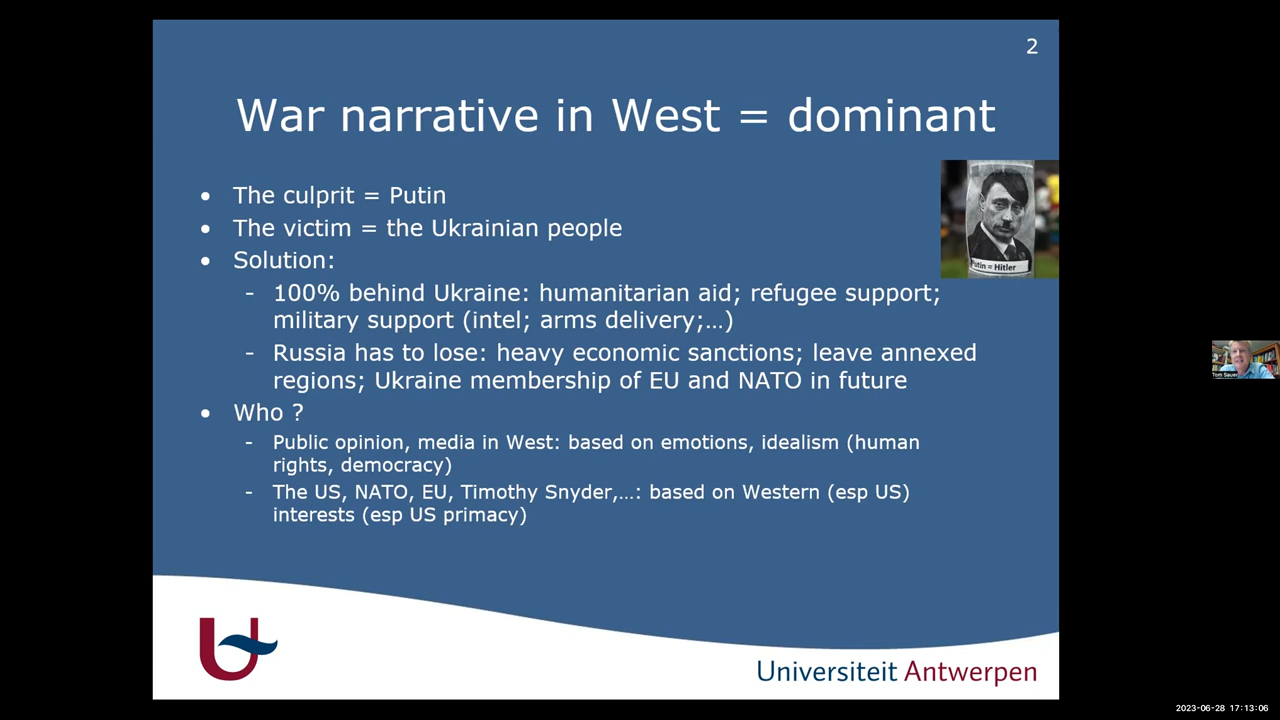 2
War narrative in West = dominant
• The culprit = Putin
• The victim = the Ukrainian people
• Solution:
- 100% behind Ukraine: humanitarian aid; refugee support;
military support (intel; arms delivery;…)
- Russia has to lose: heavy economic sanctions; leave annexed
regions; Ukraine membership of EU and NATO in future
• Who ?
- Public opinion, media in West: based on emotions, idealism (human
rights, democracy)
- The US, NATO, EU, Timothy Snyder,…: based on Western (esp US)
interests (esp US primacy)
Putin = Hitler
Tom Sauer
Universiteit Antwerpen
2023-06-28 17:13:06